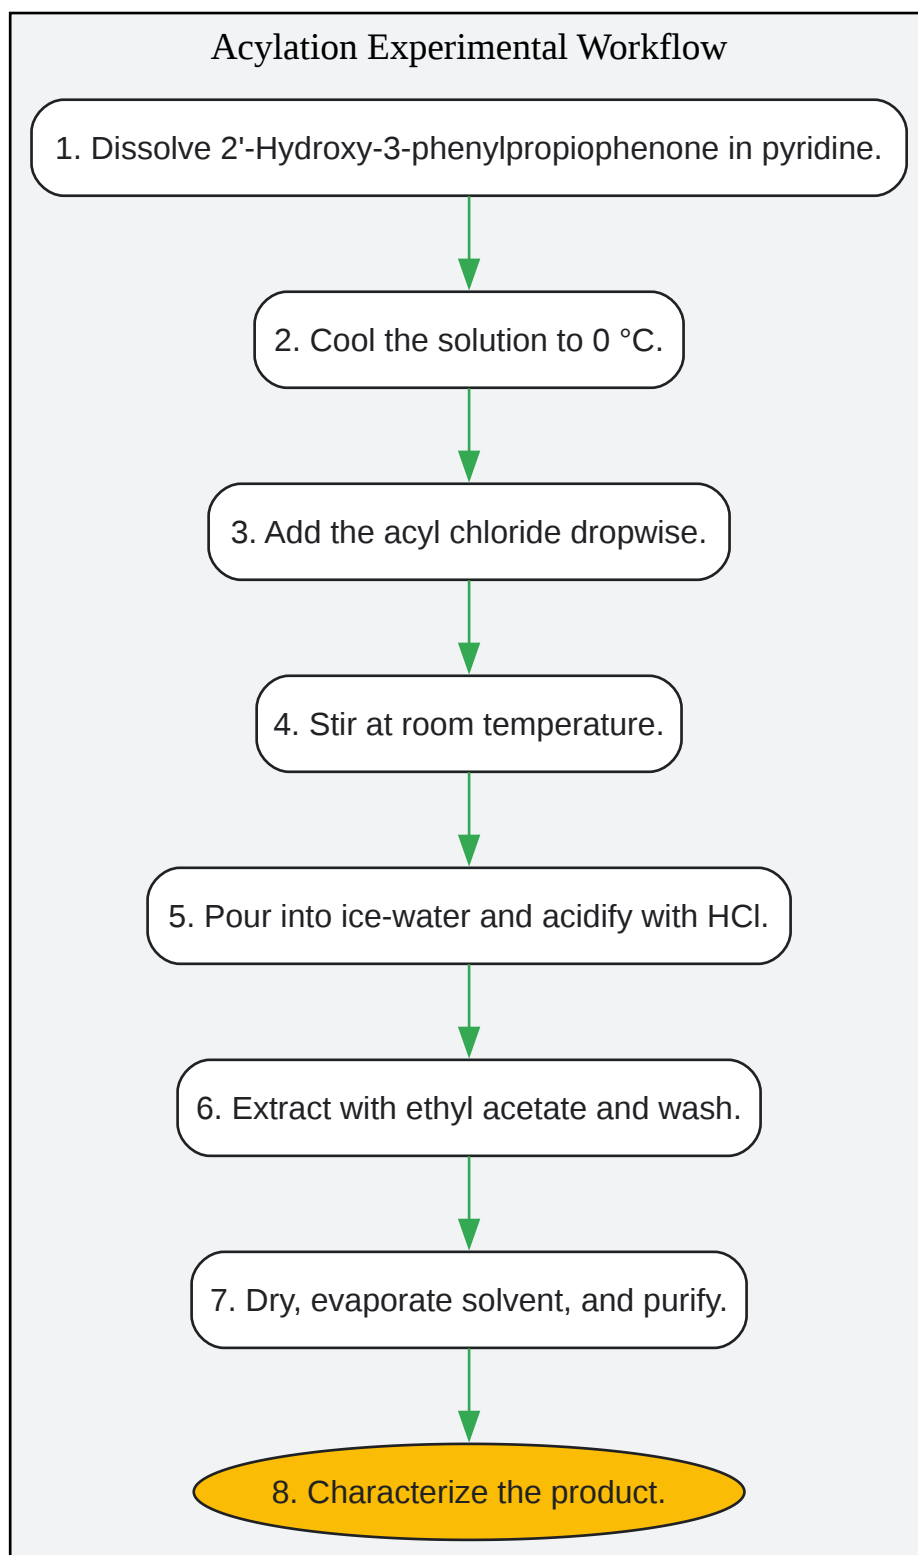 Acylation Experimental Workflow
1. Dissolve 2'-Hydroxy-3-phenylpropiophenone in pyridine.
2. Cool the solution to 0 °C.
3. Add the acyl chloride dropwise.
4. Stir at room temperature.
5. Pour into ice-water and acidify with HCl.
6. Extract with ethyl acetate and wash.
7. Dry, evaporate solvent, and purify.
8. Characterize the product.